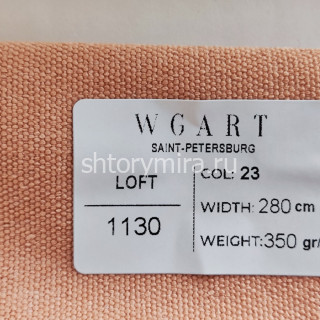 WGART
SAINT-PETERSBURG
shtorymira.ru
LOFT
1130
COL: 23
WIDTH: 280 cm
WEIGHT: 350 gr/